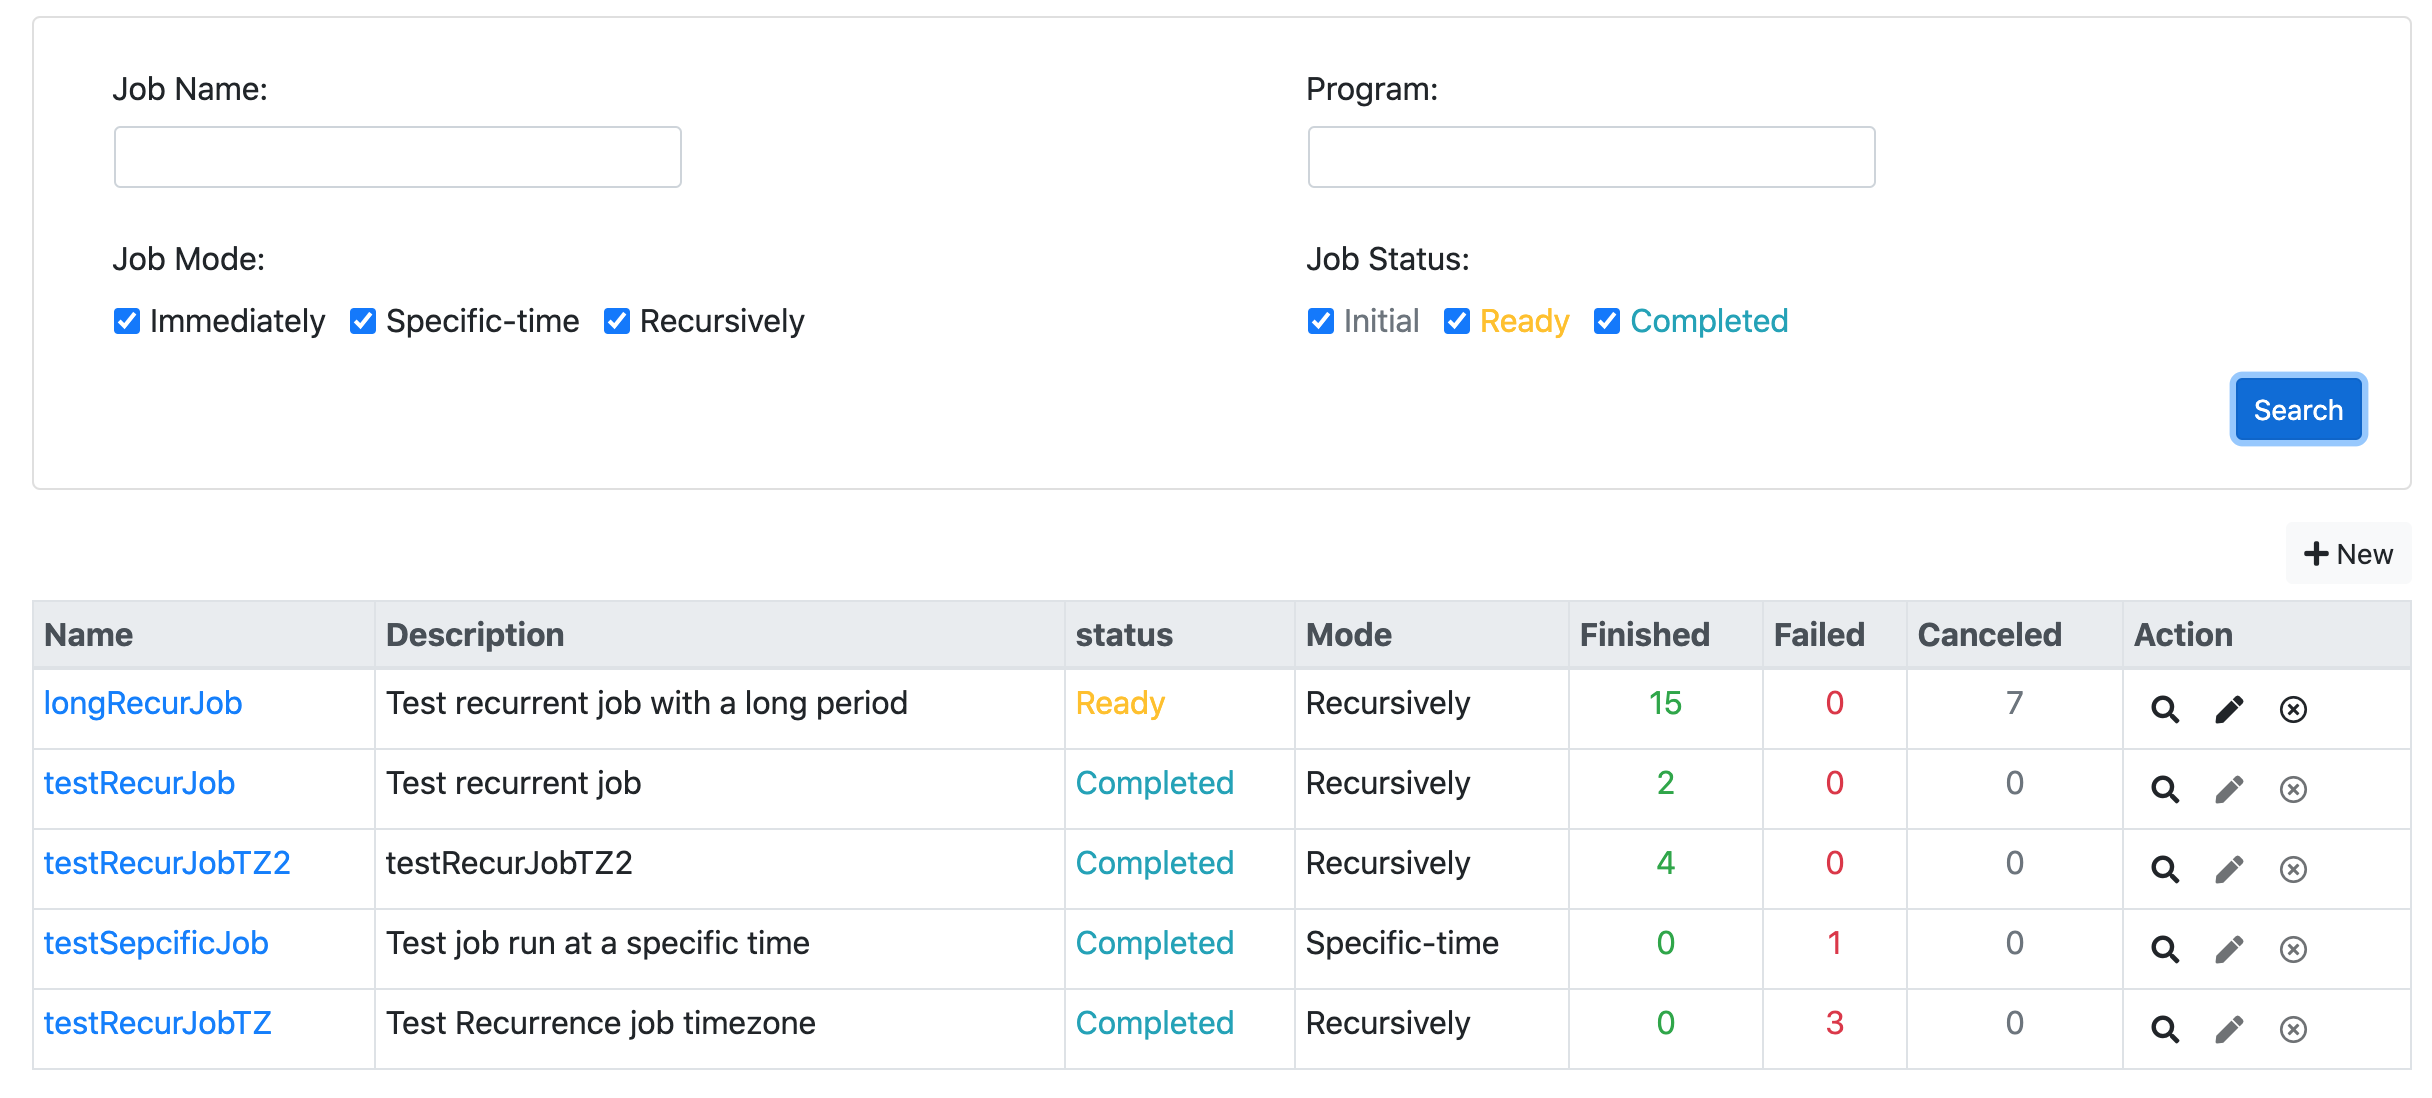 Job Name: Program:
Job Mode: Job Status:
Immediately Specific-time Recursively Initial Ready Completed
Search
New
Name Description status Mode Finished Failed Canceled Action
longRecurJob Test recurrent job with a long period Ready Recursively 15 0 7
testRecurJob Test recurrent job Completed Recursively 2 0 0
testRecurJobTZ2 testRecurJobTZ2 Completed Recursively 4 0 0
testSepcificJob Test job run at a specific time Completed Specific-time 0 1 0
testRecurJobTZ Test Recurrence job timezone Completed Recursively 0 3 0